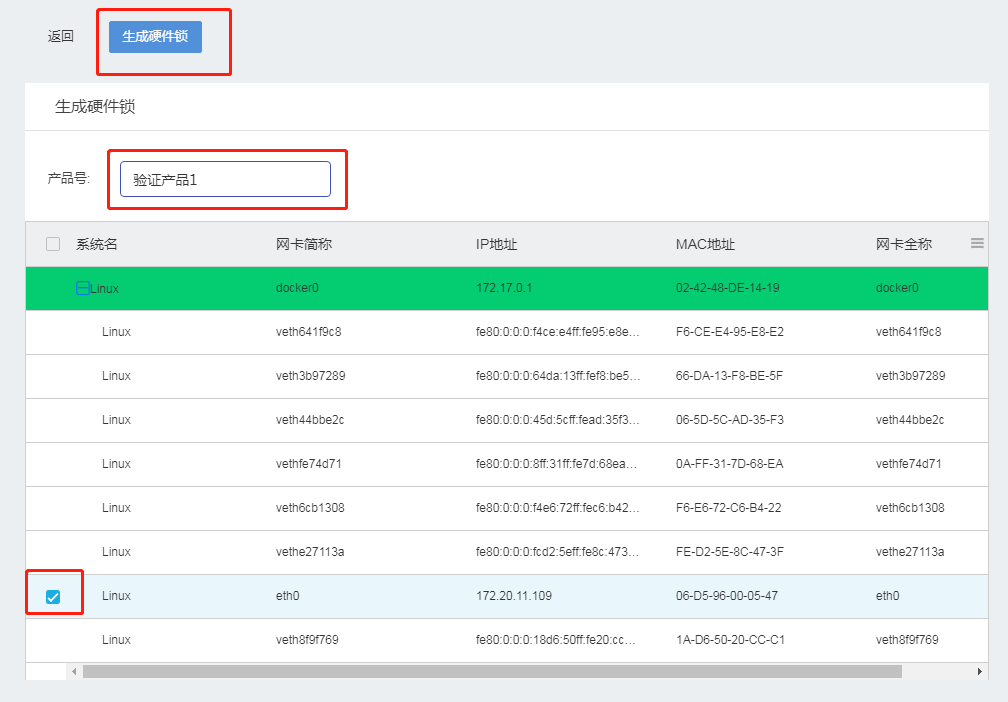 返回 生成硬件锁
生成硬件锁
产品号: 验证产品1
系统名 网卡简称 IP地址 MAC地址 网卡全称
Linux docker0 172.17.0.1 02-42-48-DE-14-19 docker0
Linux veth641f9c8 fe80:0:0:0:f4ce:e4ff:fe95:e8e... F6-CE-E4-95-E8-E2 veth641f9c8
Linux veth3b97289 fe80:0:0:0:64da:13ff:fef8:be5... 66-DA-13-F8-BE-5F veth3b97289
Linux veth44bbe2c fe80:0:0:0:45d:5cff:fead:35f3... 06-5D-5C-AD-35-F3 veth44bbe2c
Linux vethfe74d71 fe80:0:0:0:8ff:31ff:fe7d:68ea... 0A-FF-31-7D-68-EA vethfe74d71
Linux veth6cb1308 fe80:0:0:0:f4e6:72ff:fec6:b42... F6-E6-72-C6-B4-22 veth6cb1308
Linux vethe27113a fe80:0:0:0:fcd2:5eff:fe8c:473... FE-D2-5E-8C-47-3F vethe27113a
Linux eth0 172.20.11.109 06-D5-96-00-05-47 eth0
Linux veth8f9f769 fe80:0:0:0:18d6:50ff:fe20:cc... 1A-D6-50-20-CC-C1 veth8f9f769